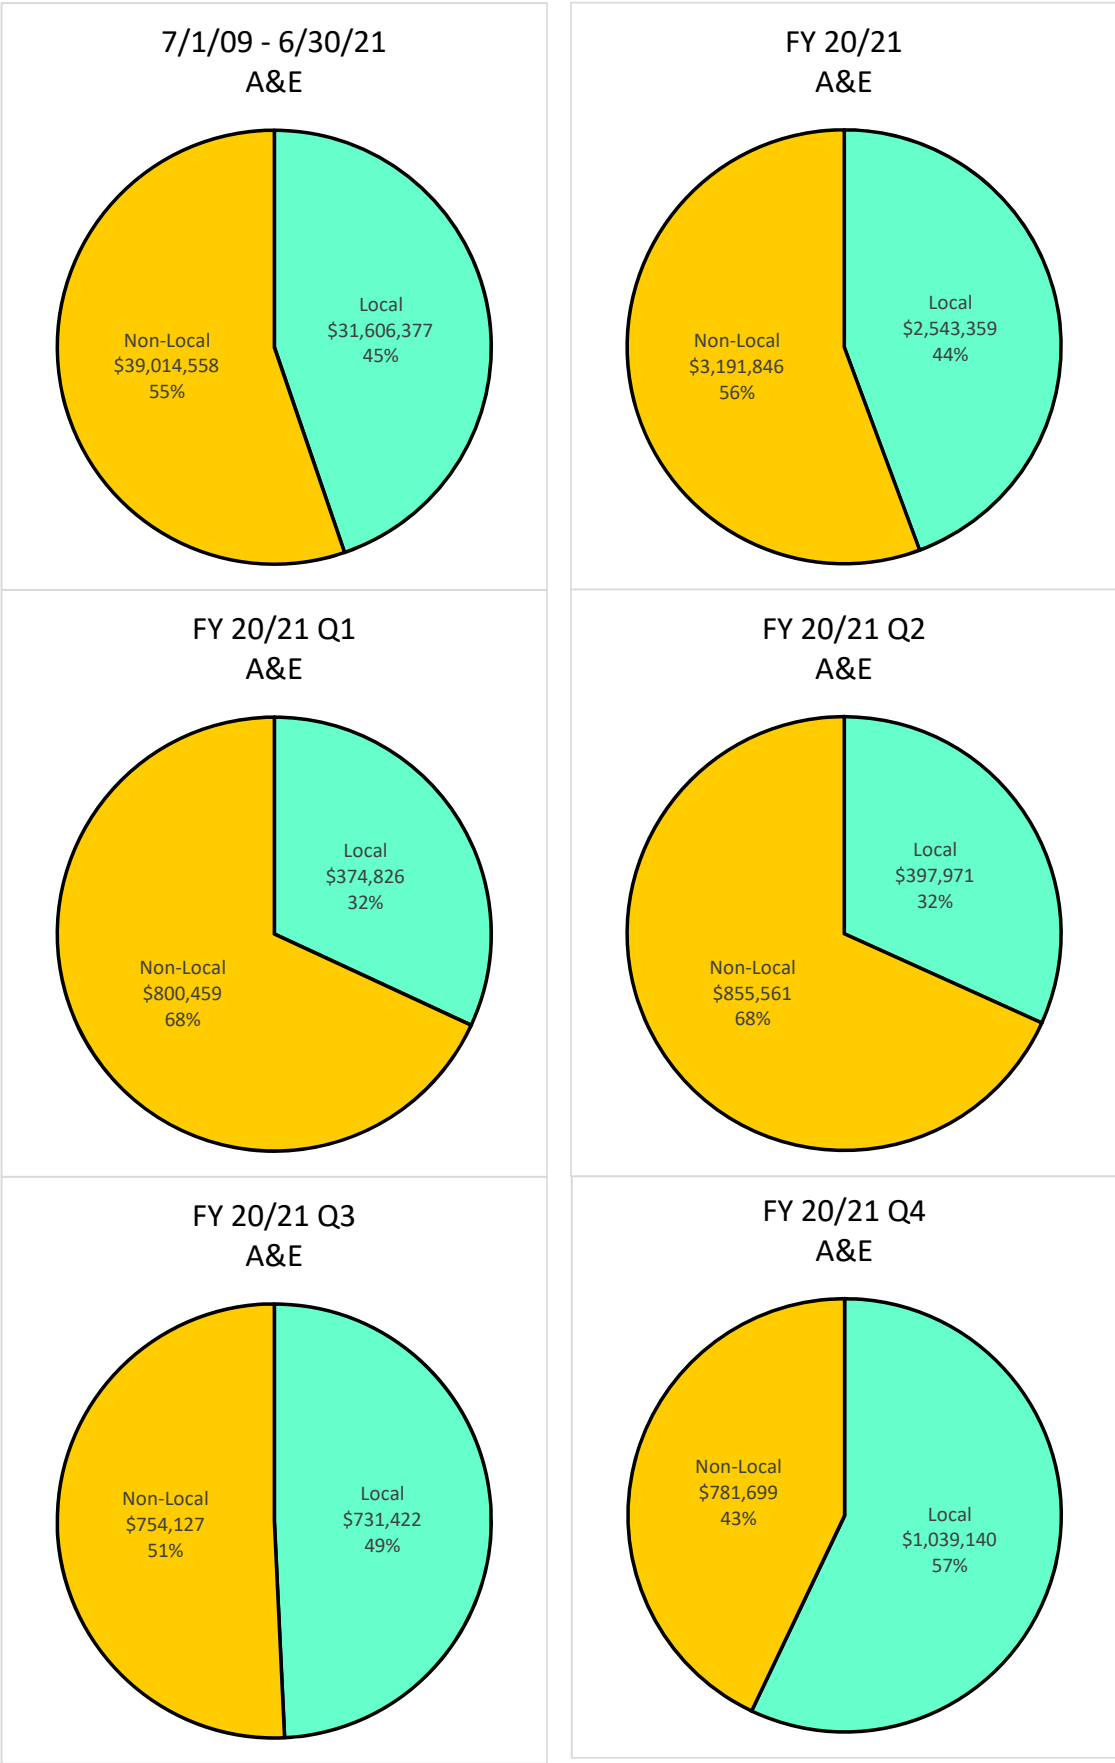 7/1/09 - 6/30/21
A&E
Local
$31,606,377
45%
Non-Local
$39,014,558
55%
FY 20/21
A&E
Local
$2,543,359
44%
Non-Local
$3,191,846
56%
FY 20/21 Q1
A&E
Local
$374,826
32%
Non-Local
$800,459
68%
FY 20/21 Q2
A&E
Local
$397,971
32%
Non-Local
$855,561
68%
FY 20/21 Q3
A&E
Local
$731,422
49%
Non-Local
$754,127
51%
FY 20/21 Q4
A&E
Non-Local
$781,699
43%
Local
$1,039,140
57%